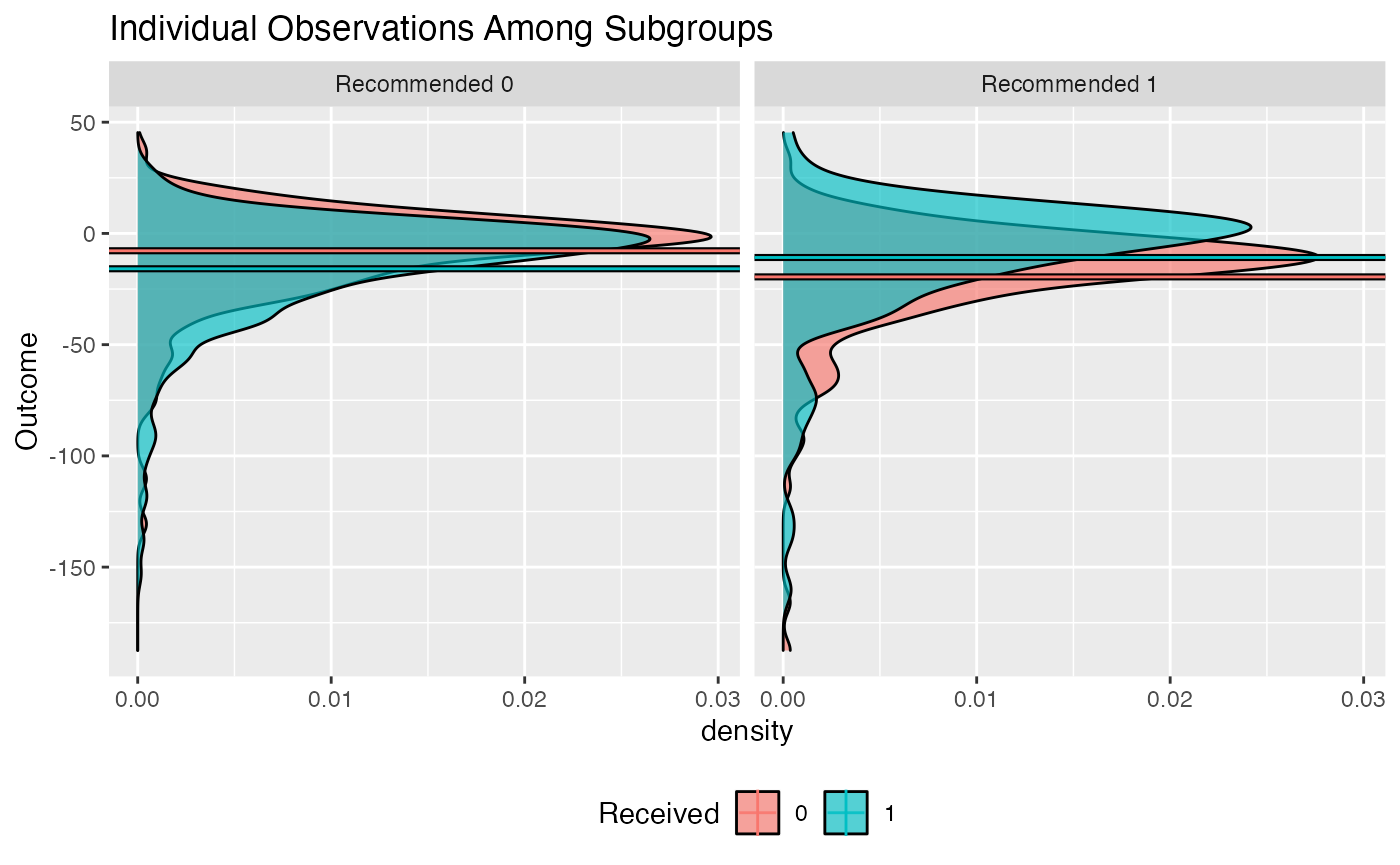 Individual Observations Among Subgroups
Recommended 0
Recommended 1
Outcome
50
0
-50
-100
-150
0.00 0.01 0.02 0.03 0.00 0.01 0.02 0.03
density
Received 0 1